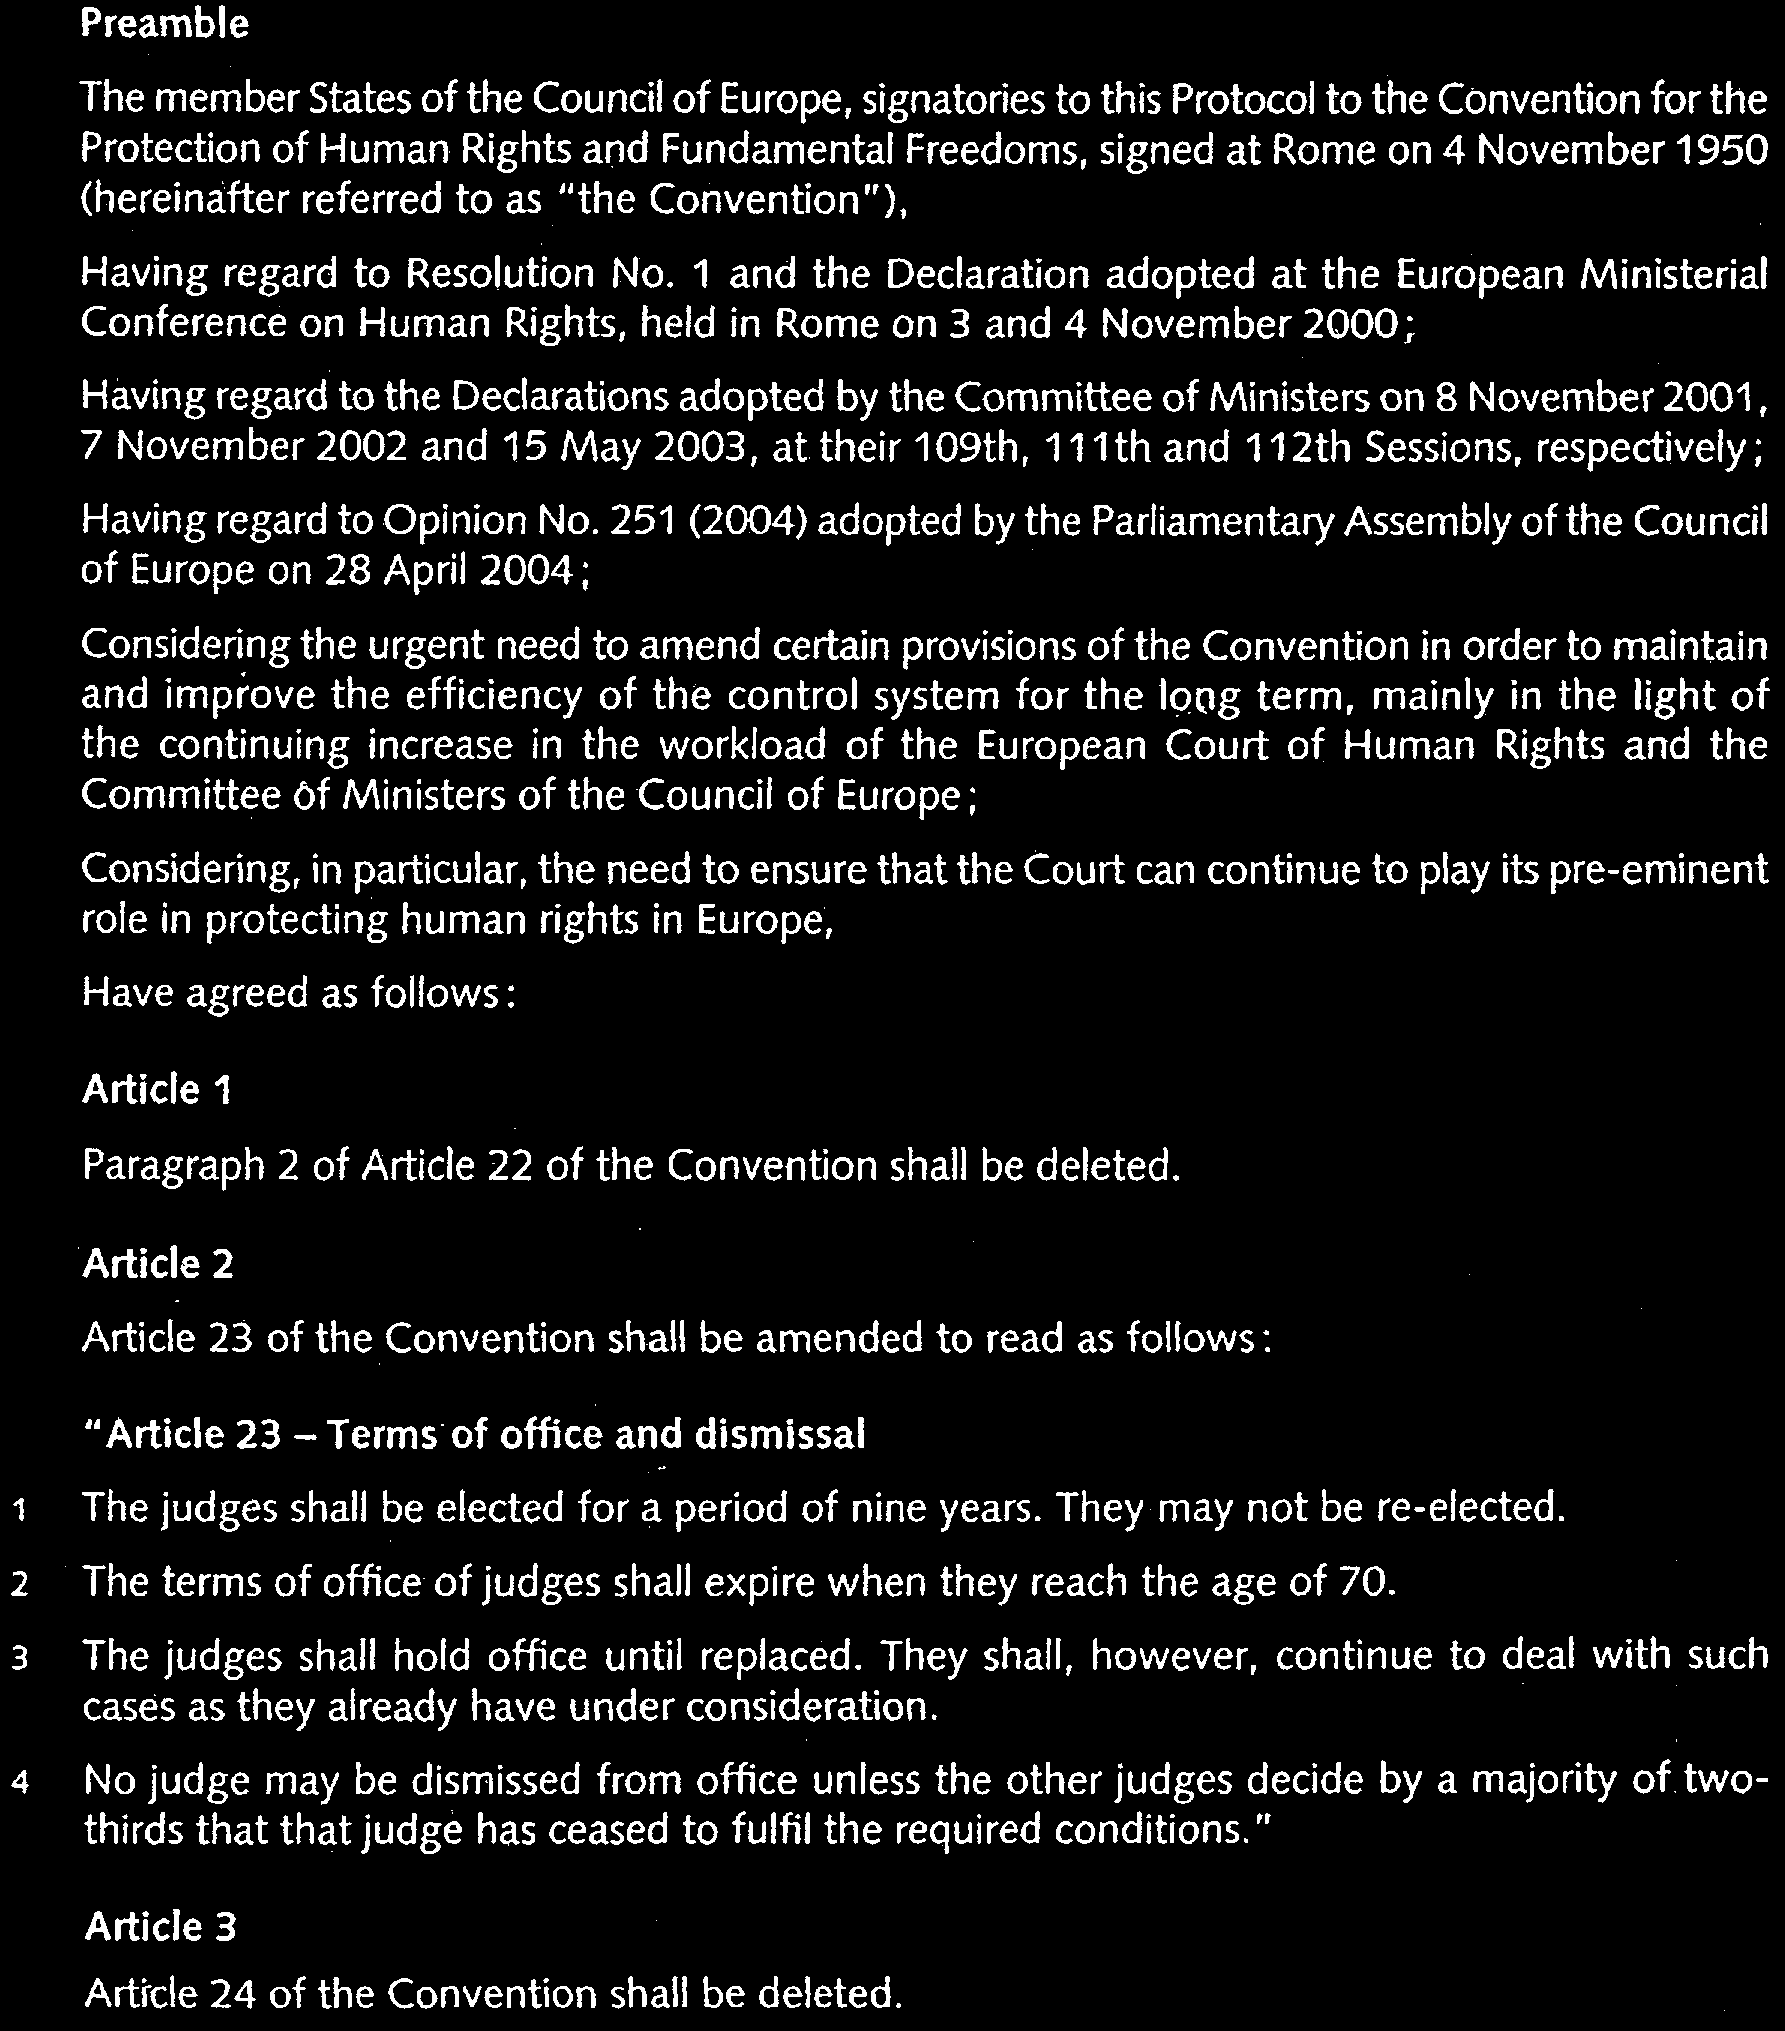 Preamble
The member States of the Council of Europe, signatories to this Protocol to the Convention for the
Protection of Human Rights and Fundamental Freedoms, signed at Rome on 4 November 1950
(hereinafter referred to as "the Convention"),
Having regard to Resolution No. 1 and the Declaration adopted at the European Ministerial
Conference on Human Rights, held in Rome on 3 and 4 November 2000;
Having regard to the Declarations adopted by the Committee of Ministers on 8 November 2001,
7 November 2002 and 15 May 2003, at their 109th, 111th and 112th Sessions, respectively;
Having regard to Opinion No. 251 (2004) adopted by the Parliamentary Assembly of the Council
of Europe on 28 April 2004;
Considering the urgent need to amend certain provisions of the Convention in order to maintain
and improve the efficiency of the control system for the long term, mainly in the light of
the continuing increase in the workload of the European Court of Human Rights and the
Committee of Ministers of the Council of Europe;
Considering, in particular, the need to ensure that the Court can continue to play its pre-eminent
role in protecting human rights in Europe,
Have agreed as follows:
Article 1
Paragraph 2 of Article 22 of the Convention shall be deleted.
Article 2
Article 23 of the Convention shall be amended to read as follows:
"Article 23 – Terms of office and dismissal
1 The judges shall be elected for a period of nine years. They may not be re-elected.
2 The terms of office of judges shall expire when they reach the age of 70.
3 The judges shall hold office until replaced. They shall, however, continue to deal with such
cases as they already have under consideration.
4 No judge may be dismissed from office unless the other judges decide by a majority of two-
thirds that that judge has ceased to fulfil the required conditions."
Article 3
Article 24 of the Convention shall be deleted.